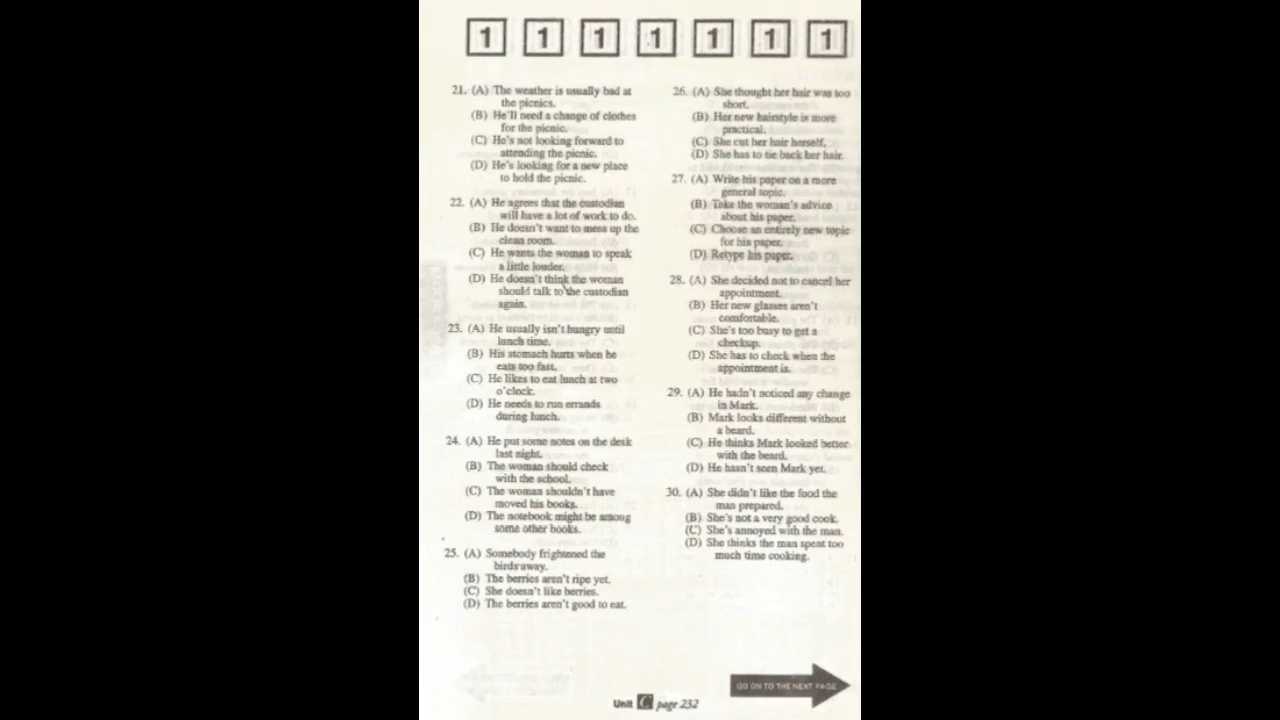 1 1 1 1 1 1 1
21. (A) The weather is usually bad at
the picnics.
(B) He'll need a change of clothes
for the picnic.
(C) He's not looking forward to
attending the picnic.
(D) He's looking for a new place
to hold the picnic.
22. (A) He agrees that the custodian
will have a lot of work to do.
(B) He doesn't want to mess up the
clean room.
(C) He wants the woman to speak
a little louder.
(D) He doesn't think the woman
should talk to the custodian
again.
23. (A) He usually isn't hungry until
lunch time.
(B) His stomach hurts when he
eats too fast.
(C) He likes to eat lunch at two
o'clock.
(D) He needs to run errands
during lunch.
24. (A) He put some notes on the desk
last night.
(B) The woman should check
with the school.
(C) The woman shouldn't have
moved his books.
(D) The notebook might be among
some other books.
25. (A) Somebody frightened the
birds away.
(B) The berries aren't ripe yet.
(C) She doesn't like berries.
(D) The berries aren't good to eat.
26. (A) She thought her hair was too
short.
(B) Her new hairstyle is more
practical.
(C) She cut her hair herself.
(D) She has to tie back her hair.
27. (A) Write his paper on a more
general topic.
(B) Take the woman's advice
about his paper.
(C) Choose an entirely new topic
for his paper.
(D) Retype his paper.
28. (A) She decided not to cancel her
appointment.
(B) Her new glasses aren't
comfortable.
(C) She's too busy to get a
checkup.
(D) She has to check when the
appointment is.
29. (A) He hadn't noticed any change
in Mark.
(B) Mark looks different without
a beard.
(C) He thinks Mark looked better
with the beard.
(D) He hasn't seen Mark yet.
30. (A) She didn't like the food the
man prepared.
(B) She's not a very good cook.
(C) She's annoyed with the man.
(D) She thinks the man spent too
much time cooking.
GO ON TO THE NEXT PAGE
Unit C page 232